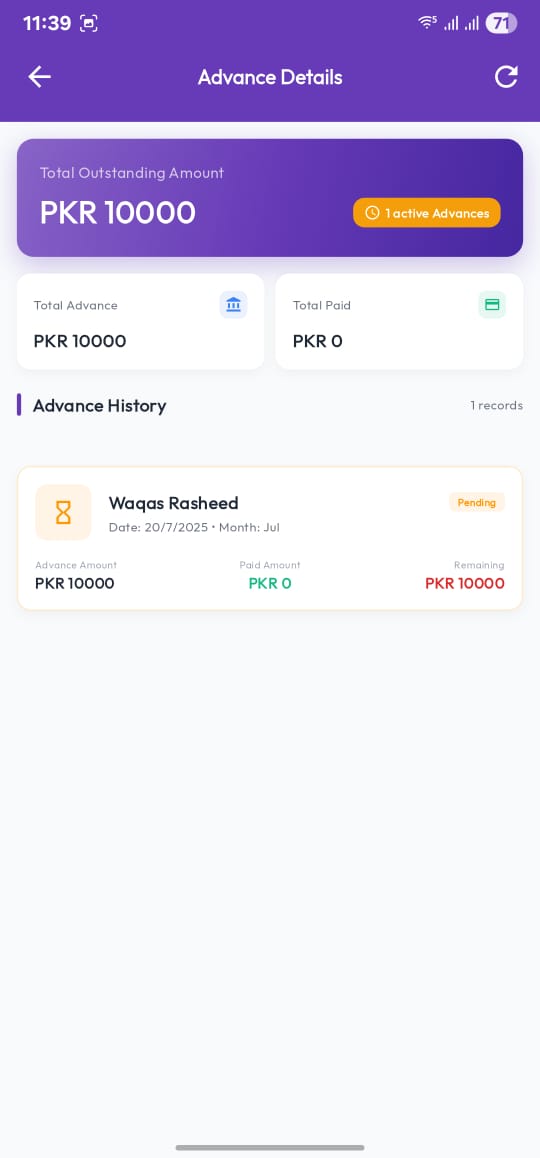 11:39
71
Advance Details
Total Outstanding Amount
PKR 10000
1 active Advances
Total Advance
PKR 10000
Total Paid
PKR 0
Advance History
1 records
Waqas Rasheed
Pending
Date: 20/7/2025 • Month: Jul
Advance Amount
PKR 10000
Paid Amount
PKR 0
Remaining
PKR 10000